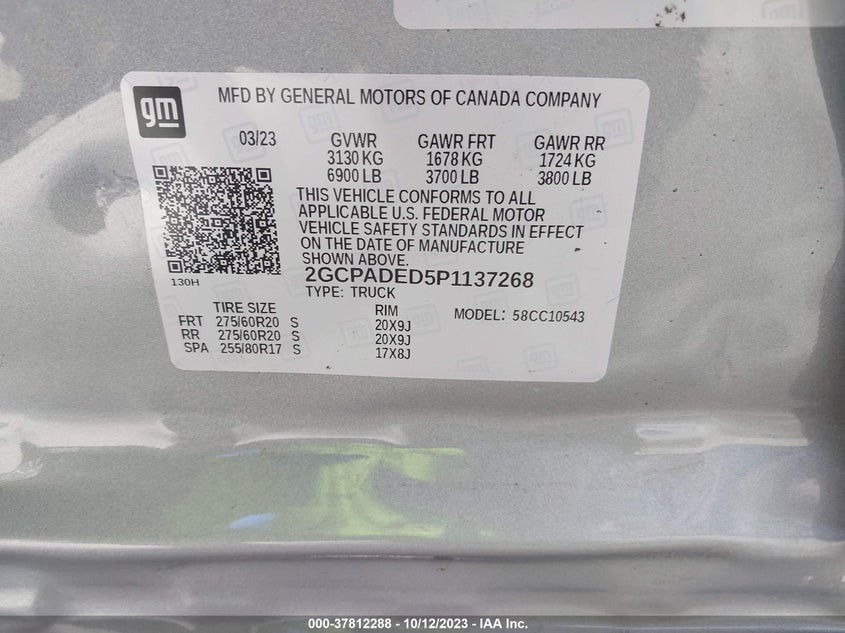 gm
MFD BY GENERAL MOTORS OF CANADA COMPANY
03/23 GVWR GAWR FRT GAWR RR
3130 KG 1678 KG 1724 KG
6900 LB 3700 LB 3800 LB
THIS VEHICLE CONFORMS TO ALL
APPLICABLE U.S. FEDERAL MOTOR
VEHICLE SAFETY STANDARDS IN EFFECT
ON THE DATE OF MANUFACTURE
SHOWN ABOVE.
130H
2GCPADED5P1137268
TYPE: TRUCK
TIRE SIZE RIM MODEL: 58CC10543
FRT 275/60R20 S 20X9J
RR 275/60R20 S 20X9J
SPA 255/80R17 S 17X8J
000-37812288 - 10/12/2023 - IAA Inc.